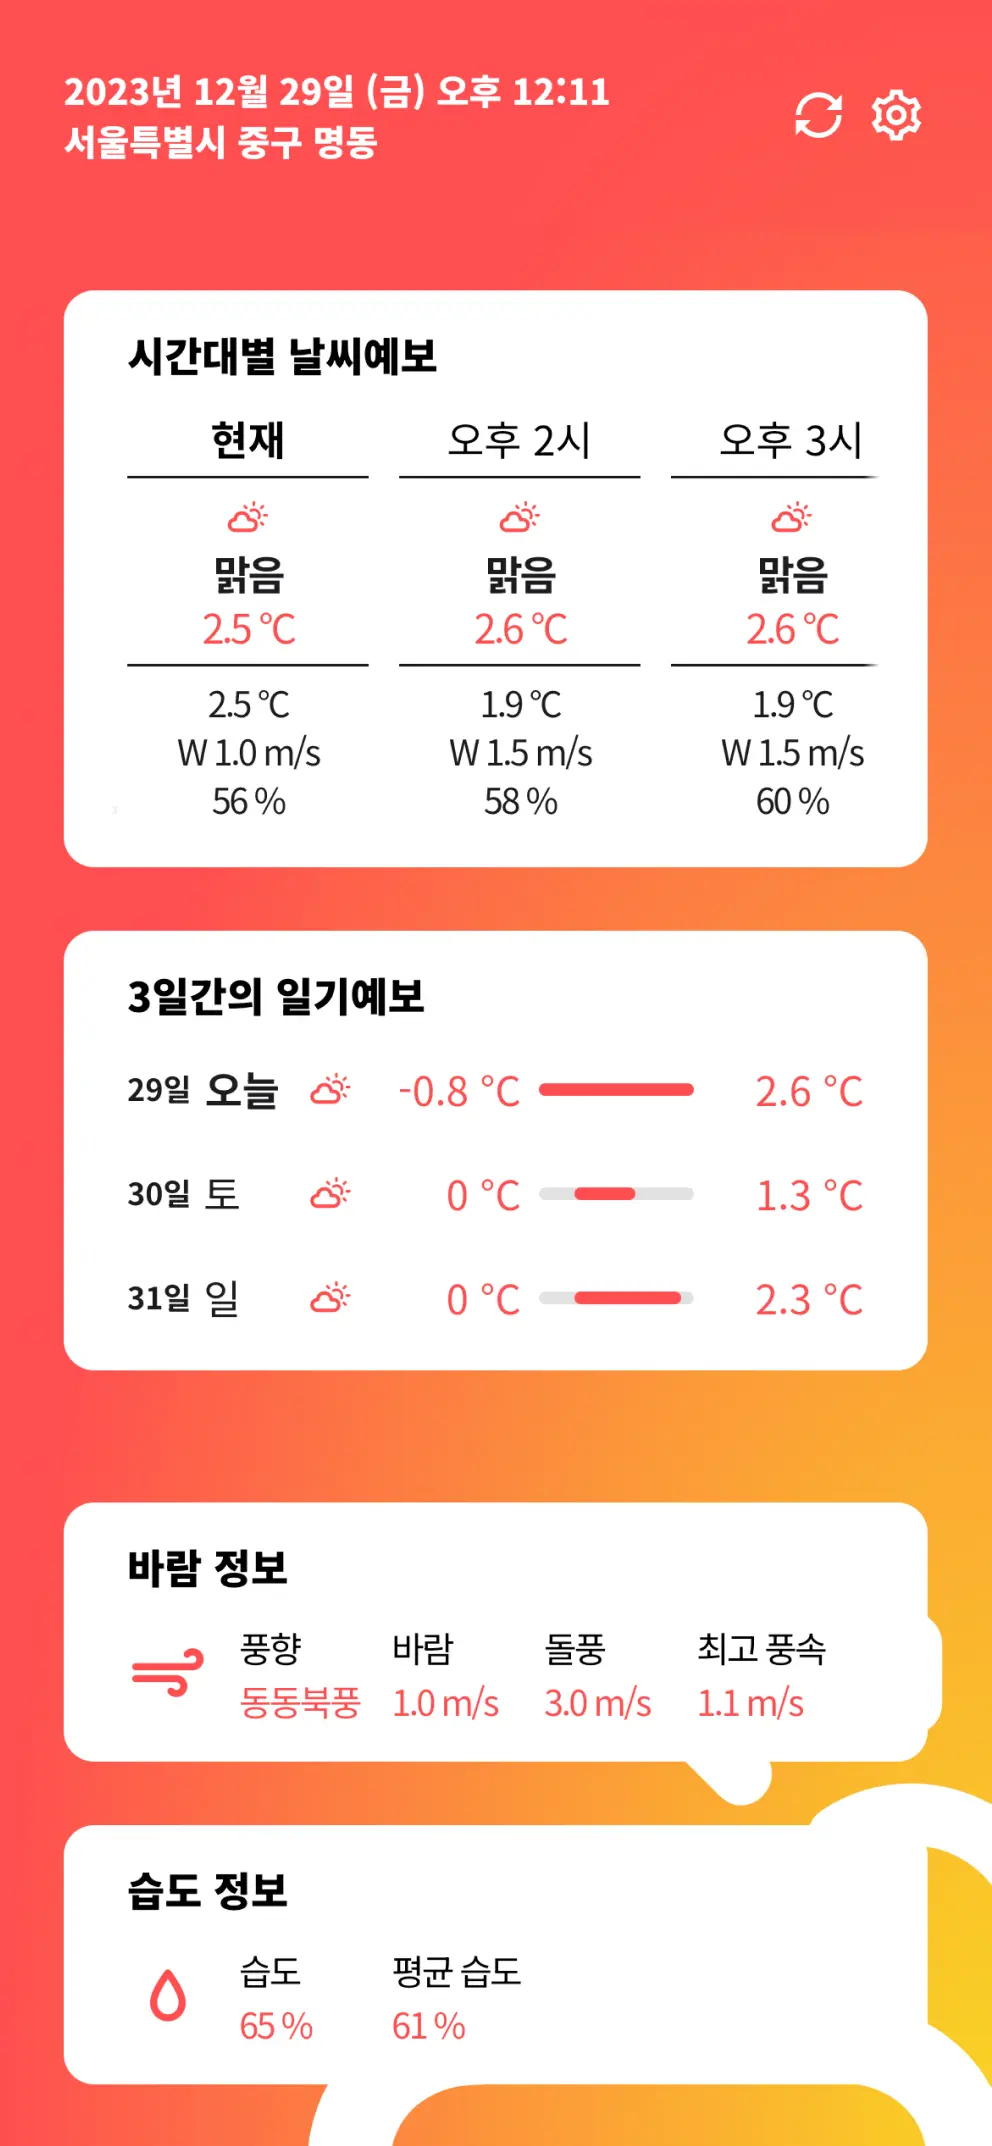 2023년 12월 29일 (금) 오후 12:11
서울특별시 중구 명동
시간대별 날씨예보
현재 오후 2시 오후 3시
맑음 맑음 맑음
2.5 °C 2.6 °C 2.6 °C
2.5 °C 1.9 °C 1.9 °C
W 1.0 m/s W 1.5 m/s W 1.5 m/s
56 % 58 % 60 %
3일간의 일기예보
29일 오늘 -0.8 °C 2.6 °C
30일 토 0 °C 1.3 °C
31일 일 0 °C 2.3 °C
바람 정보
풍향 바람 돌풍 최고 풍속
동동북풍 1.0 m/s 3.0 m/s 1.1 m/s
습도 정보
습도 평균 습도
65 % 61 %